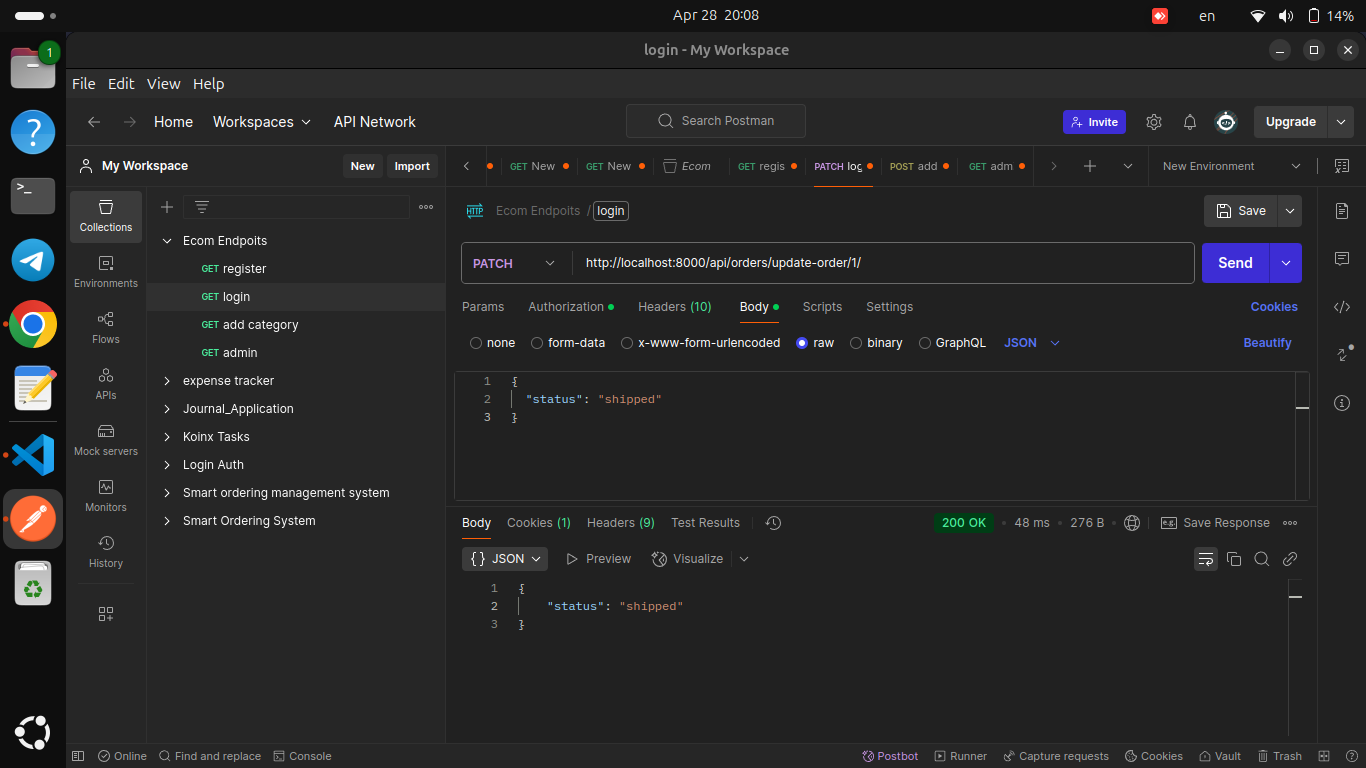 Apr 28 20:08
en
14%
1
login - My Workspace
File Edit View Help
Home Workspaces API Network
Search Postman
Invite
Upgrade
My Workspace
New Import
GET New
GET New
Ecom
GET regis
PATCH log
POST add
GET adm
New Environment
Collections
Environments
Flows
APIs
Mock servers
Monitors
History
Ecom Endpoits
GET register
GET login
GET add category
GET admin
expense tracker
Journal_Application
Koinx Tasks
Login Auth
Smart ordering management system
Smart Ordering System
HTTP Ecom Endpoits / login
Save
PATCH http://localhost:8000/api/orders/update-order/1/
Send
Params Authorization Headers (10) Body Scripts Settings Cookies
none form-data x-www-form-urlencoded raw binary GraphQL JSON Beautify
1 {
2 "status": "shipped"
3 }
Body Cookies (1) Headers (9) Test Results
200 OK • 48 ms • 276 B
e.g. Save Response
{} JSON Preview Visualize
1 {
2 "status": "shipped"
3 }
Online Find and replace Console
Postbot Runner Capture requests Cookies Vault Trash